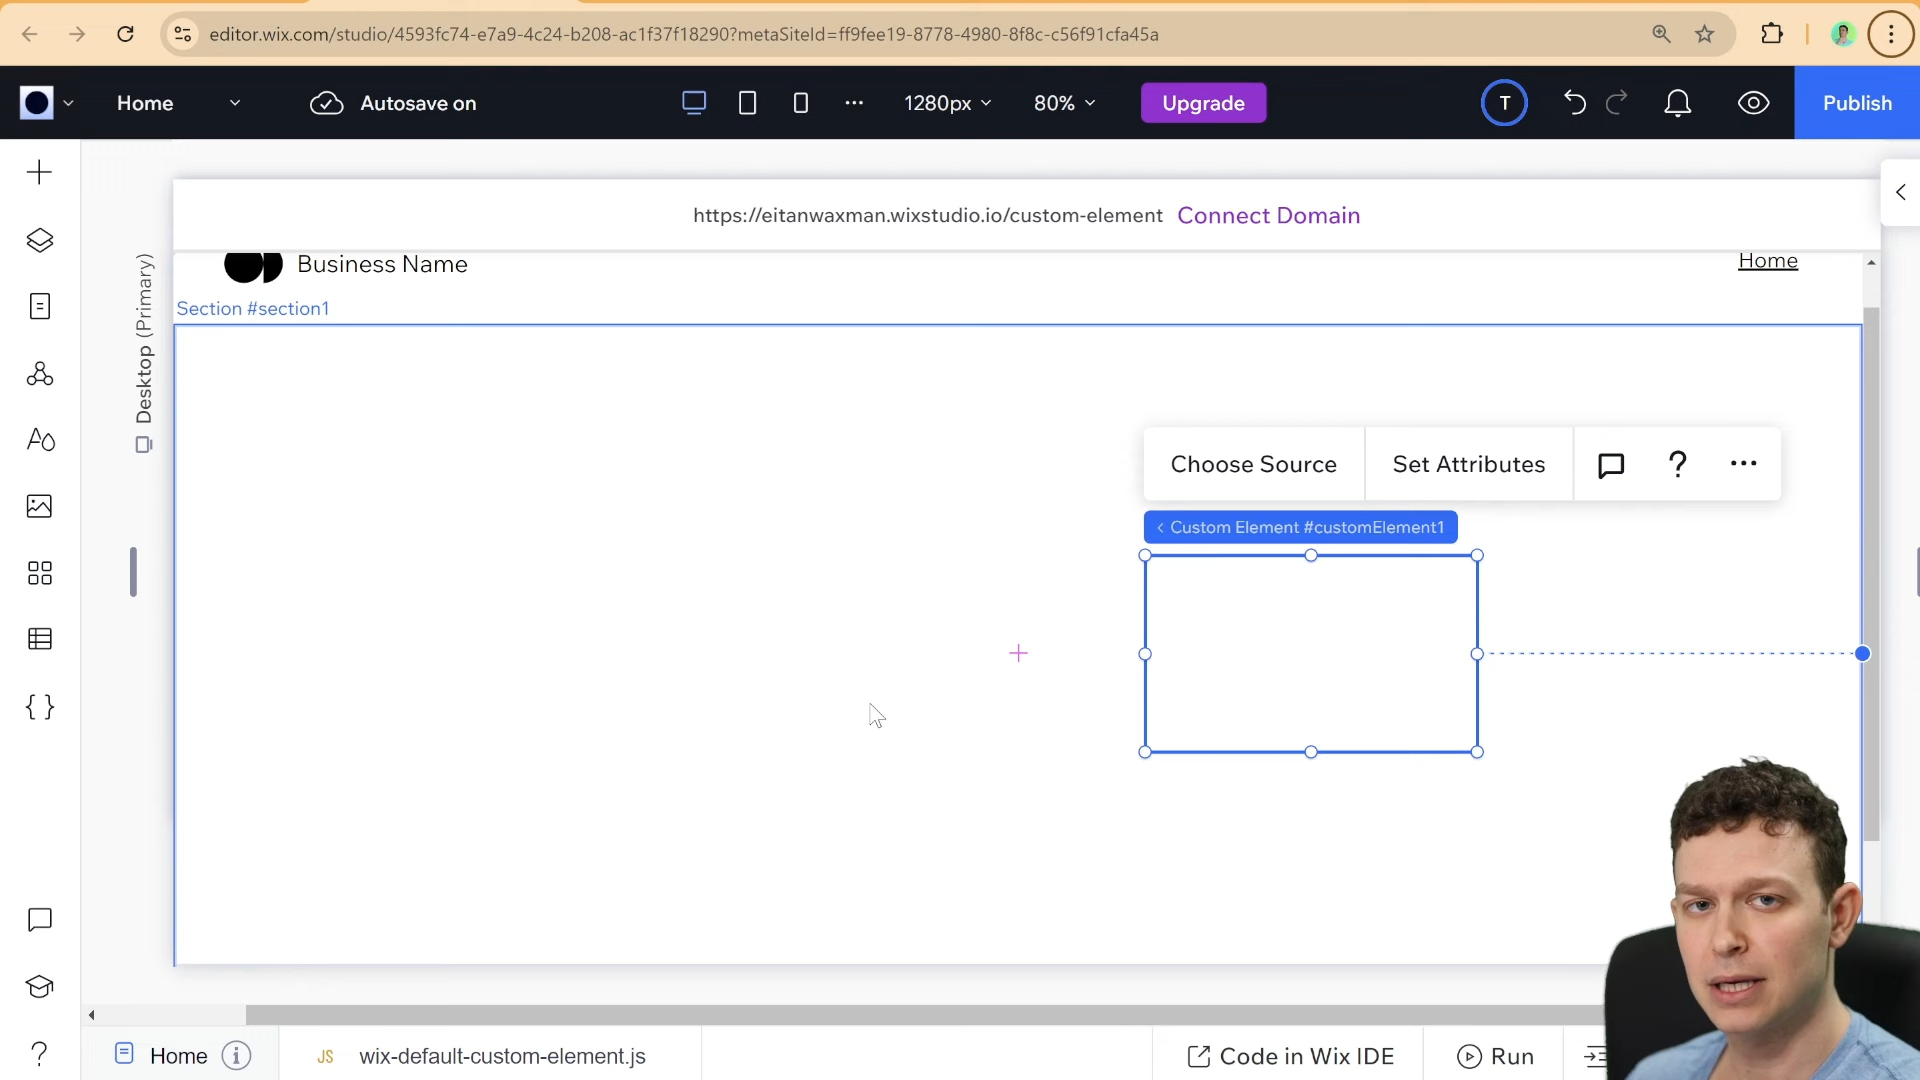 editor.wix.com/studio/4593fc74-e7a9-4c24-b208-ac1f37f18290?metaSiteId=ff9fee19-8778-4980-8f8c-c56f91cfa45a
Home
Autosave on
1280px
80%
Upgrade
T
Publish
https://eitanwaxman.wixstudio.io/custom-element Connect Domain
Desktop (Primary)
Business Name
Home
Section #section1
Choose Source
Set Attributes
?
< Custom Element #customElement1
?
Home
JS wix-default-custom-element.js
Code in Wix IDE
Run